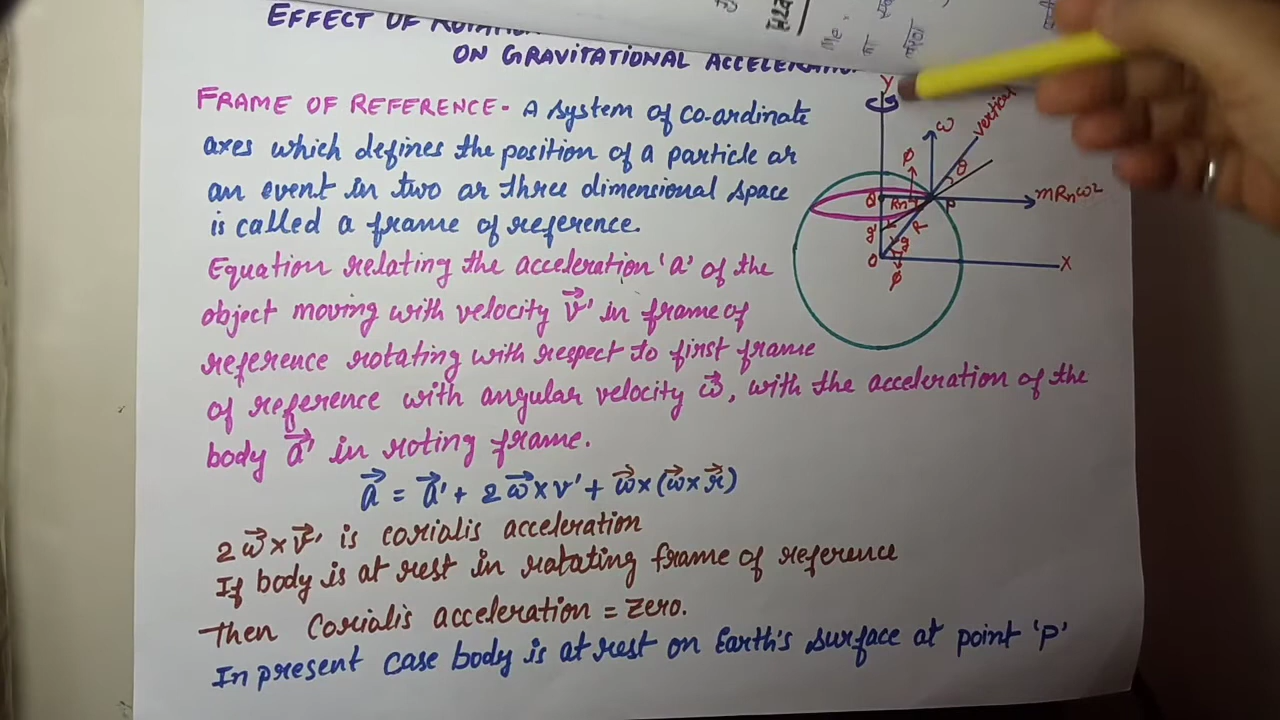 EFFECT OF
ON GRAVITATIONAL ACCELERATION
FRAME OF REFERENCE- A system of co-ordinate
axes which defines the position of a particle or
an event in two or three dimensional space
is called a frame of reference.
Equation relating the acceleration 'a' of the
object moving with velocity v⃗' in frame of
reference rotating with respect to first frame
of reference with angular velocity ω⃗, with the acceleration of the
body a⃗' in roting frame.
a⃗ = a⃗' + 2ω⃗×v' + ω⃗×(ω⃗×r⃗)
2ω⃗×v⃗' is corialis acceleration
If body is at rest in rotating frame of reference
Then Corialis acceleration = Zero.
In present case body is at rest on Earth's surface at point 'P'
Y
ω
vertical
θ
φ
P
mRnω²
Rn
R
g'
g
O
φ
X
Me